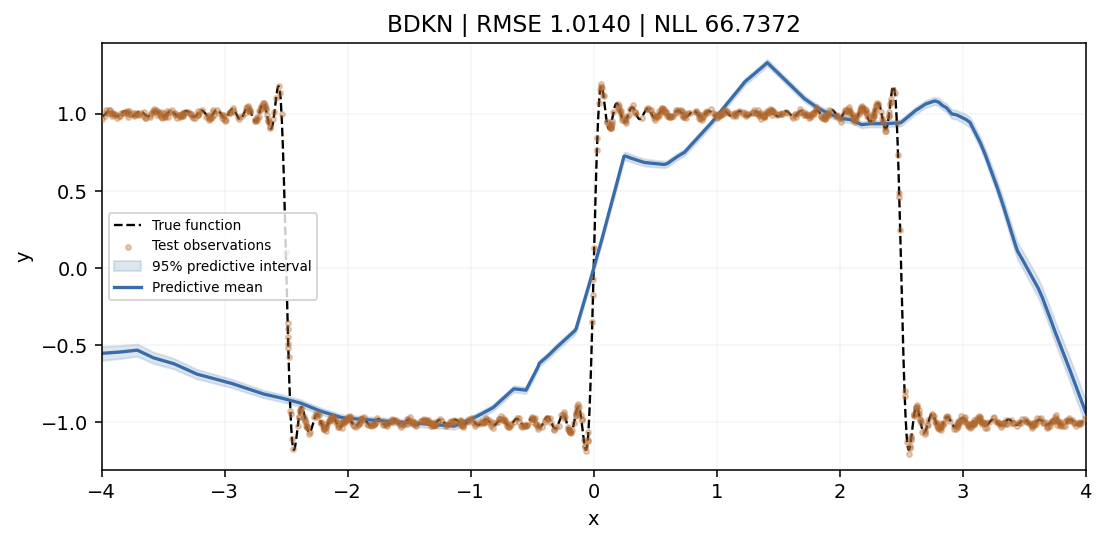 BDKN | RMSE 1.0140 | NLL 66.7372
y
1.0
0.5
0.0
−0.5
−1.0
True function
Test observations
95% predictive interval
Predictive mean
−4 −3 −2 −1 0 1 2 3 4
x